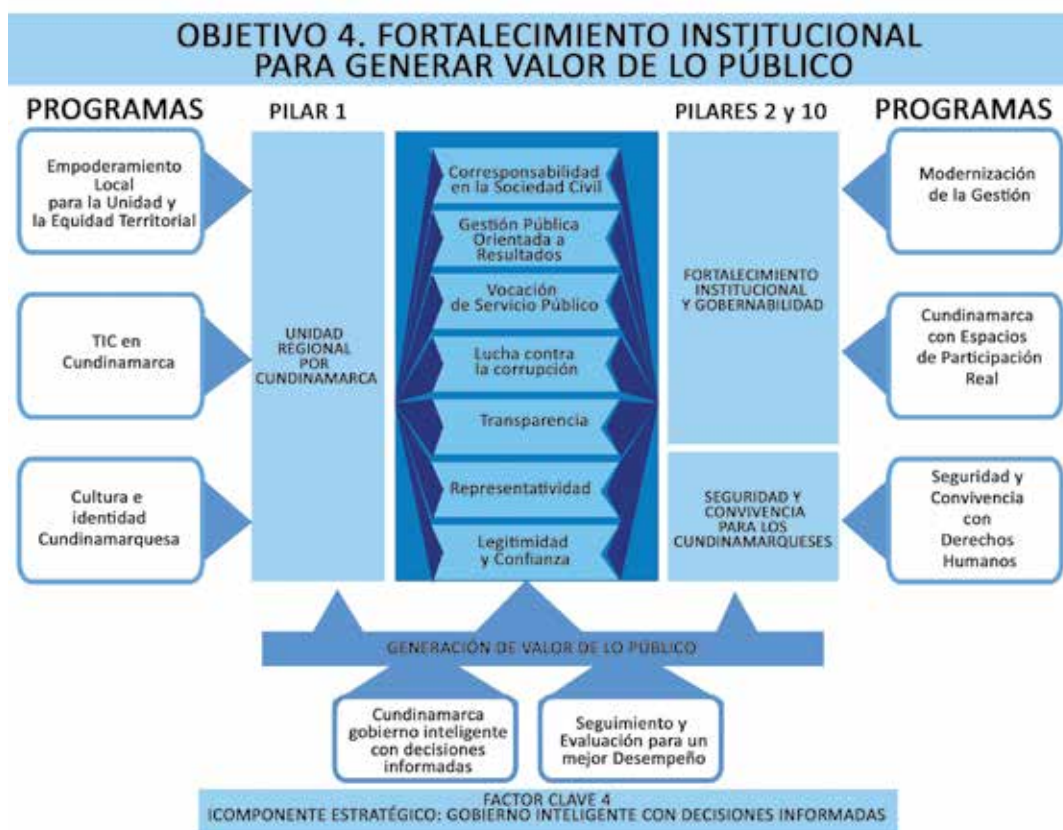 OBJETIVO 4. FORTALECIMIENTO INSTITUCIONAL
PARA GENERAR VALOR DE LO PÚBLICO
PROGRAMAS
Empoderamiento
Local
para la Unidad y
la Equidad Territorial
TIC en
Cundinamarca
Cultura e
identidad
Cundinamarquesa
PILAR 1
UNIDAD
REGIONAL
POR
CUNDINAMARCA
Corresponsabilidad
en la Sociedad Civil
Gestión Pública
Orientada a
Resultados
Vocación
de Servicio Público
Lucha contra
la corrupción
Transparencia
Representatividad
Legitimidad
y Confianza
PILARES 2 y 10
FORTALECIMIENTO
INSTITUCIONAL
Y GOBERNABILIDAD
SEGURIDAD Y
CONVIVENCIA
PARA LOS
CUNDINAMARQUESES
PROGRAMAS
Modernización
de la Gestión
Cundinamarca
con Espacios
de Participación
Real
Seguridad y
Convivencia
con
Derechos
Humanos
GENERACIÓN DE VALOR DE LO PÚBLICO
Cundinamarca
gobierno inteligente
con decisiones
informadas
Seguimiento y
Evaluación para un
mejor Desempeño
FACTOR CLAVE 4
ICOMPONENTE ESTRATÉGICO: GOBIERNO INTELIGENTE CON DECISIONES INFORMADAS